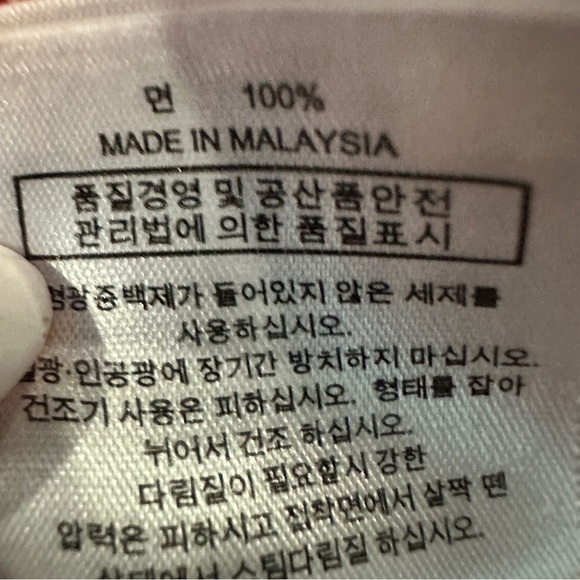 면 100%
MADE IN MALAYSIA
품질경영 및 공산품안전
관리법에 의한 품질표시
형광증백제가 들어있지 않은 세제를
사용하십시오.
일광·인공광에 장기간 방치하지 마십시오.
건조기 사용은 피하십시오. 형태를 잡아
뉘어서 건조 하십시오.
다림질이 필요할시 강한
압력은 피하시고 접착면에서 살짝 뗀
상태에서 스팀다림질 하십시오.